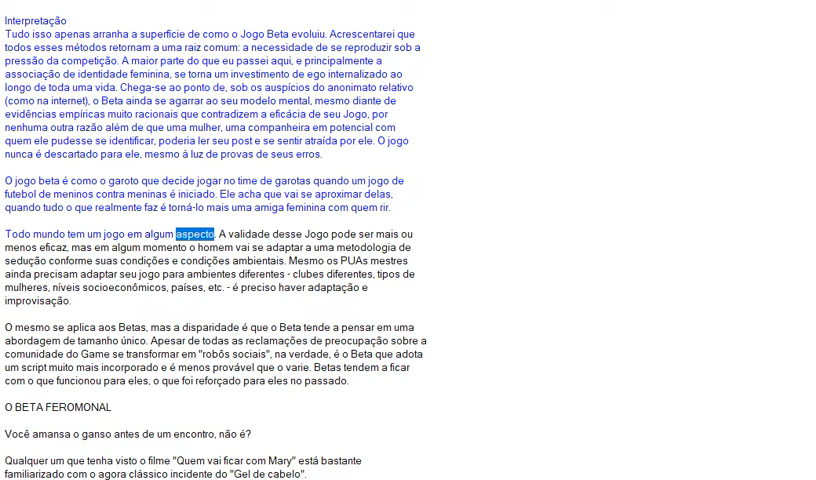 Interpretação
Tudo isso apenas arranha a superfície de como o Jogo Beta evoluiu. Acrescentarei que
todos esses métodos retornam a uma raiz comum: a necessidade de se reproduzir sob a
pressão da competição. A maior parte do que eu passei aqui, e principalmente a
associação de identidade feminina, se torna um investimento de ego internalizado ao
longo de toda uma vida. Chega-se ao ponto de, sob os auspícios do anonimato relativo
(como na internet), o Beta ainda se agarrar ao seu modelo mental, mesmo diante de
evidências empíricas muito racionais que contradizem a eficácia de seu Jogo, por
nenhuma outra razão além de que uma mulher, uma companheira em potencial com
quem ele pudesse se identificar, poderia ler seu post e se sentir atraída por ele. O jogo
nunca é descartado para ele, mesmo à luz de provas de seus erros.
O jogo beta é como o garoto que decide jogar no time de garotas quando um jogo de
futebol de meninos contra meninas é iniciado. Ele acha que vai se aproximar delas,
quando tudo o que realmente faz é torná-lo mais uma amiga feminina com quem rir.
Todo mundo tem um jogo em algum aspecto. A validade desse Jogo pode ser mais ou
menos eficaz, mas em algum momento o homem vai se adaptar a uma metodologia de
sedução conforme suas condições e condições ambientais. Mesmo os PUAs mestres
ainda precisam adaptar seu jogo para ambientes diferentes - clubes diferentes, tipos de
mulheres, níveis socioeconômicos, países, etc. - é preciso haver adaptação e
improvisação.
O mesmo se aplica aos Betas, mas a disparidade é que o Beta tende a pensar em uma
abordagem de tamanho único. Apesar de todas as reclamações de preocupação sobre a
comunidade do Game se transformar em "robôs sociais", na verdade, é o Beta que adota
um script muito mais incorporado e é menos provável que o varie. Betas tendem a ficar
com o que funcionou para eles, o que foi reforçado para eles no passado.
O BETA FEROMONAL
Você amansa o ganso antes de um encontro, não é?
Qualquer um que tenha visto o filme "Quem vai ficar com Mary" está bastante
familiarizado com o agora clássico incidente do "Gel de cabelo".